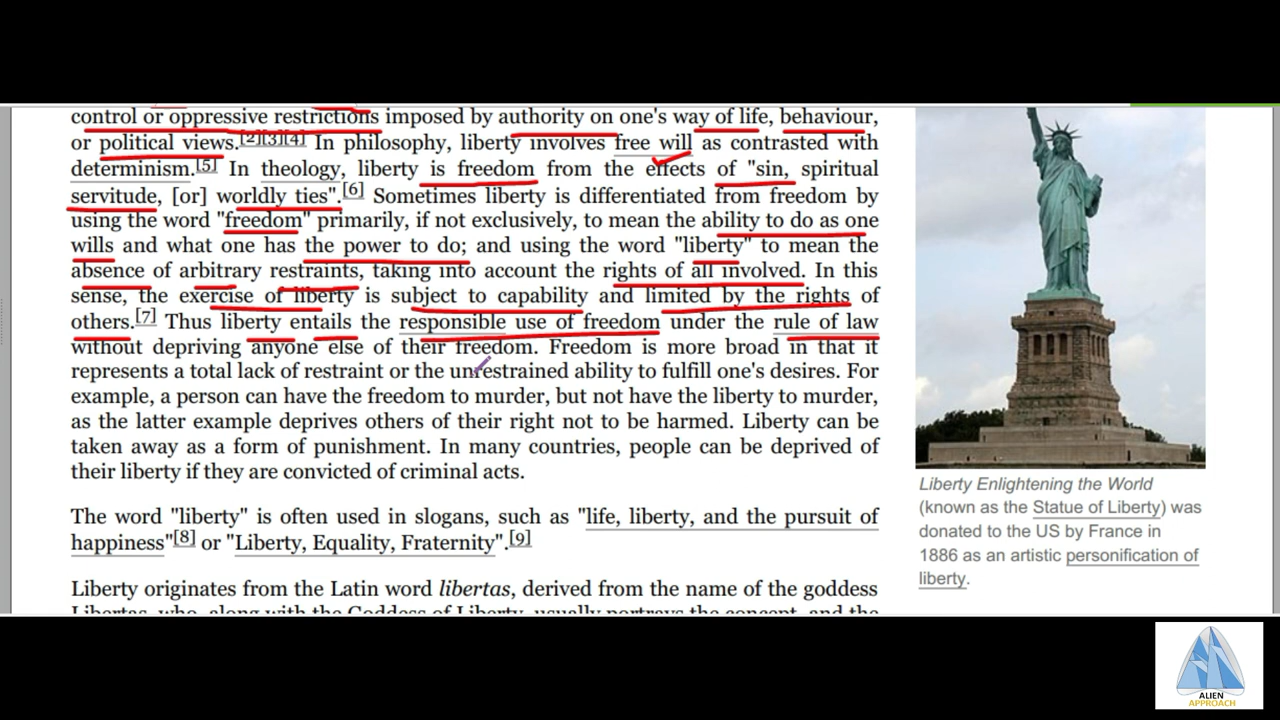 control or oppressive restrictions imposed by authority on one's way of life, behaviour,
or political views.[2][3][4] In philosophy, liberty involves free will as contrasted with
determinism.[5] In theology, liberty is freedom from the effects of "sin, spiritual
servitude, [or] worldly ties".[6] Sometimes liberty is differentiated from freedom by
using the word "freedom" primarily, if not exclusively, to mean the ability to do as one
wills and what one has the power to do; and using the word "liberty" to mean the
absence of arbitrary restraints, taking into account the rights of all involved. In this
sense, the exercise of liberty is subject to capability and limited by the rights of
others.[7] Thus liberty entails the responsible use of freedom under the rule of law
without depriving anyone else of their freedom. Freedom is more broad in that it
represents a total lack of restraint or the unrestrained ability to fulfill one's desires. For
example, a person can have the freedom to murder, but not have the liberty to murder,
as the latter example deprives others of their right not to be harmed. Liberty can be
taken away as a form of punishment. In many countries, people can be deprived of
their liberty if they are convicted of criminal acts.
The word "liberty" is often used in slogans, such as "life, liberty, and the pursuit of
happiness"[8] or "Liberty, Equality, Fraternity".[9]
Liberty originates from the Latin word libertas, derived from the name of the goddess
Libertas, who, along with the Goddess of Liberty, usually portrays the concept, and the
Liberty Enlightening the World
(known as the Statue of Liberty) was
donated to the US by France in
1886 as an artistic personification of
liberty.
ALIEN
APPROACH